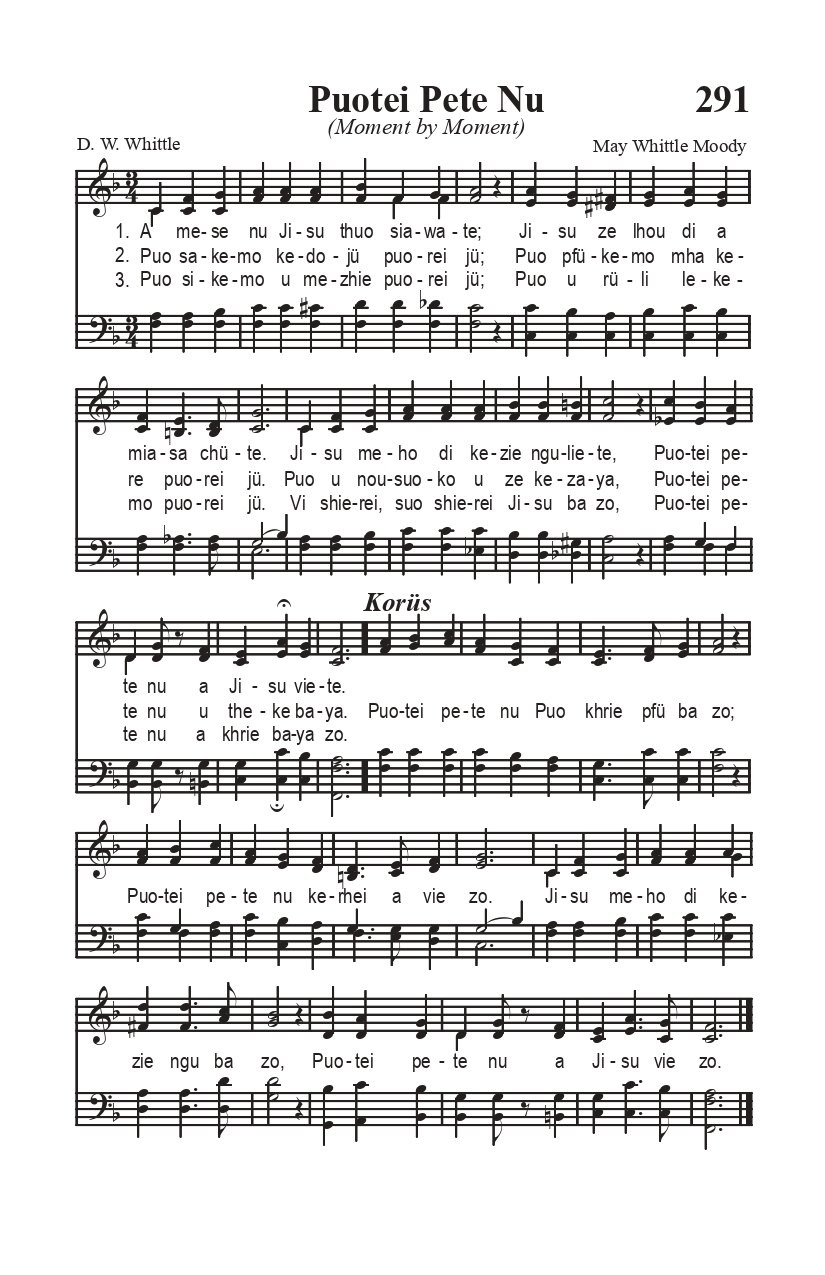 Puotei Pete Nu 291
(Moment by Moment)
D. W. Whittle May Whittle Moody
1. A me-se nu Ji-su thuo sia-wa-te; Ji-su ze lhou di a
2. Puo sa-ke-mo ke-do-jü puo-rei jü; Puo pfü-ke-mo mha ke-
3. Puo si-ke-mo u me-zhie puo-rei jü; Puo u rü-li le-ke-
mia-sa chü-te. Ji-su me-ho di ke-zie ngu-lie-te, Puo-tei pe-
re puo-rei jü. Puo u nou-suo-ko u ze ke-za-ya, Puo-tei pe-
mo puo-rei jü. Vi shie-rei, suo shie-rei Ji-su ba zo, Puo-tei pe-
Korüs
te nu a Ji-su vie-te.
te nu u the-ke ba-ya. Puo-tei pe-te nu Puo khrie pfü ba zo;
te nu a khrie ba-ya zo.
Puo-tei pe-te nu ke-rhei a vie zo. Ji-su me-ho di ke-
zie ngu ba zo, Puo-tei pe-te nu a Ji-su vie zo.